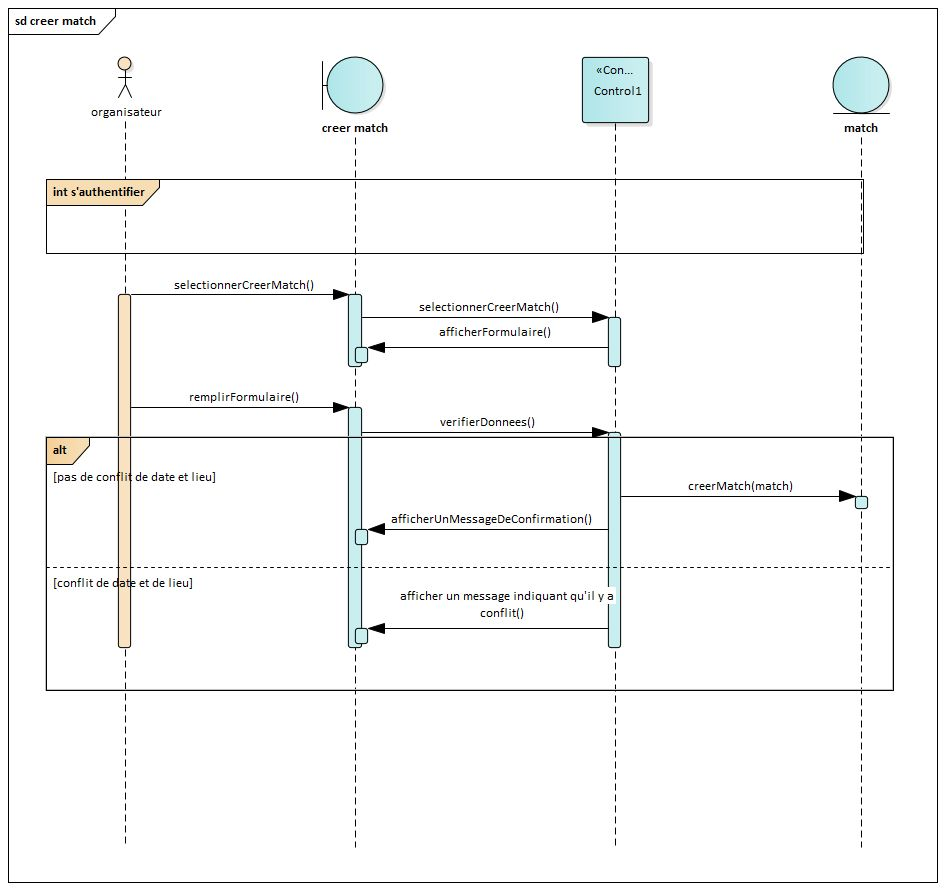 sd creer match
organisateur
creer match
«Con...
Control1
match
int s'authentifier
selectionnerCreerMatch()
selectionnerCreerMatch()
afficherFormulaire()
remplirFormulaire()
verifierDonnees()
alt
[pas de conflit de date et lieu]
creerMatch(match)
afficherUnMessageDeConfirmation()
[conflit de date et de lieu]
afficher un message indiquant qu'il y a
conflit()